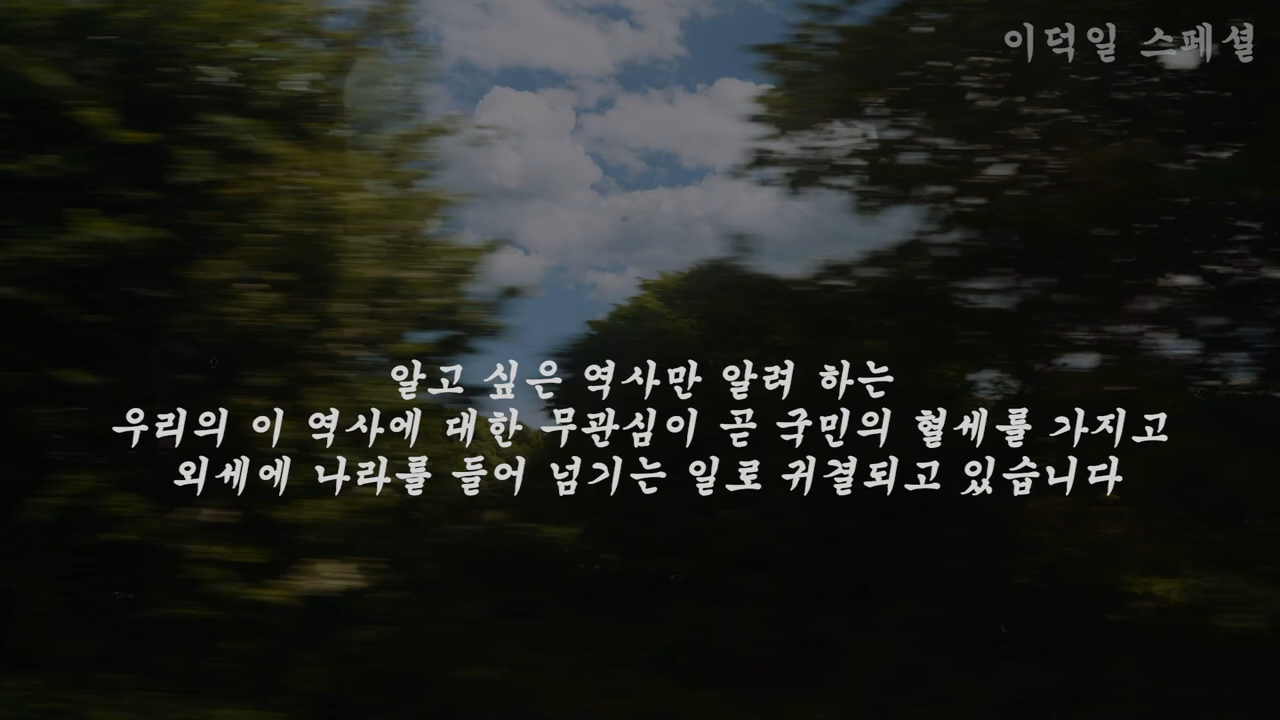 이덕일 스페셜
알고 싶은 역사만 알려 하는
우리의 이 역사에 대한 무관심이 곧 국민의 혈세를 가지고
외세에 나라를 들어 넘기는 일로 귀결되고 있습니다